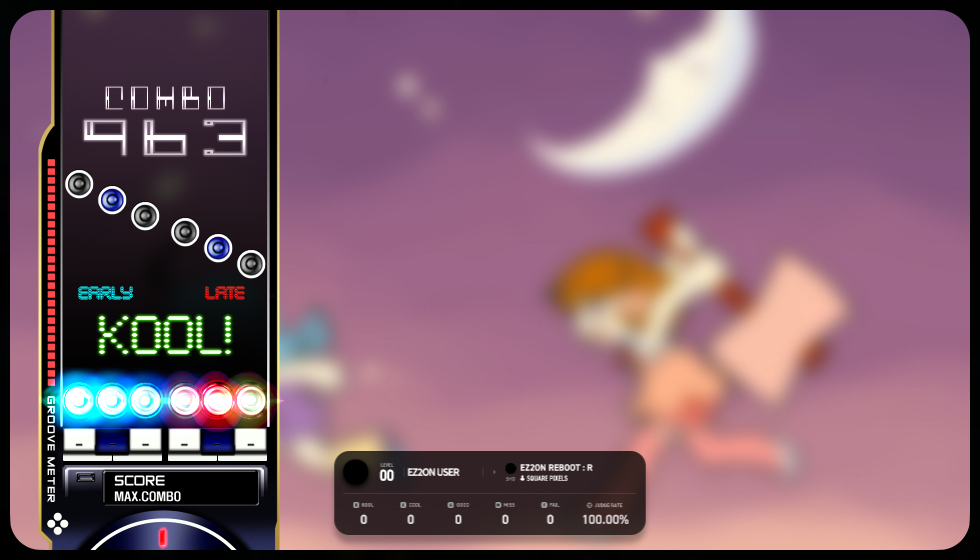 COMBO
963
EARLY LATE
KOOL!
GROOVE METER
SCORE
MAX.COMBO
LEVEL
00
EZ2ON USER
EZ2ON REBOOT : R
SQUARE PIXELS
KOOL COOL GOOD MISS FAIL JUDGE RATE
0 0 0 0 0 100.00%